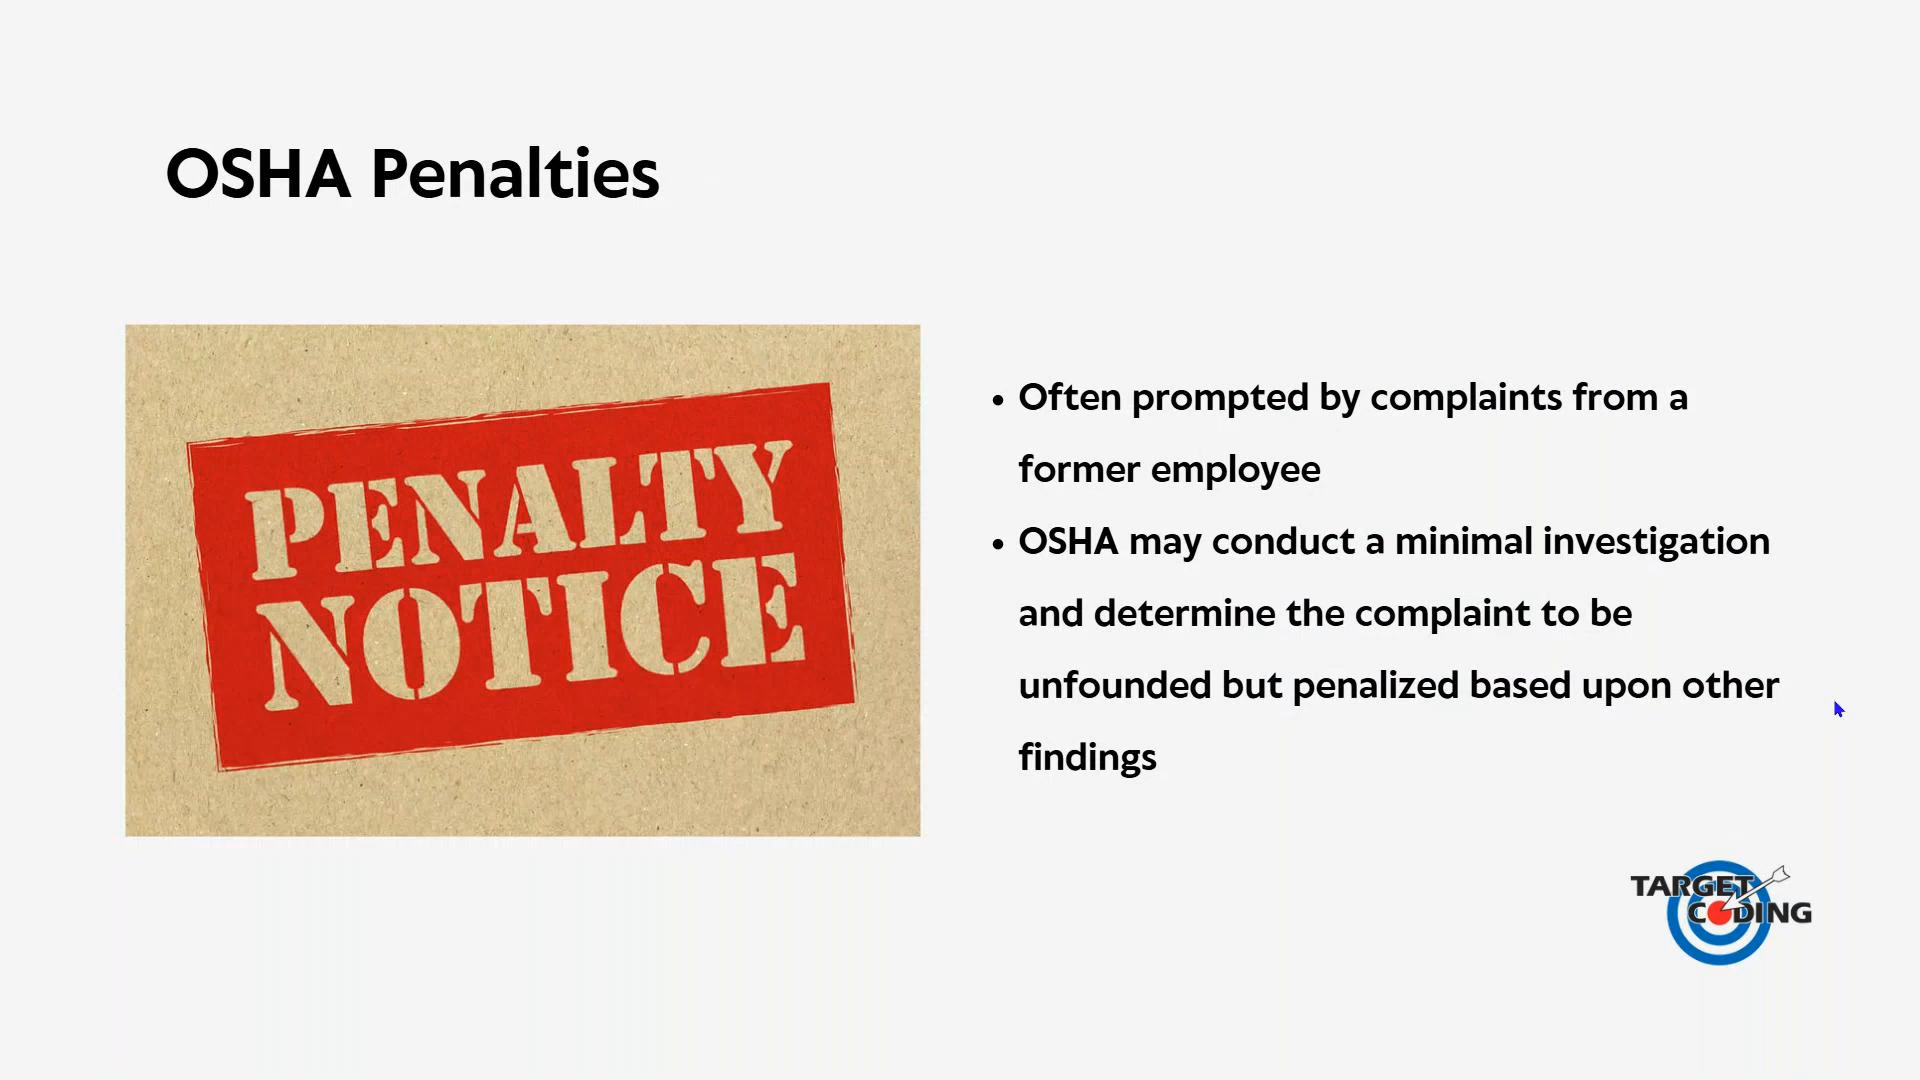 OSHA Penalties
PENALTY
NOTICE
• Often prompted by complaints from a
former employee
• OSHA may conduct a minimal investigation
and determine the complaint to be
unfounded but penalized based upon other
findings
TARGET
CODING